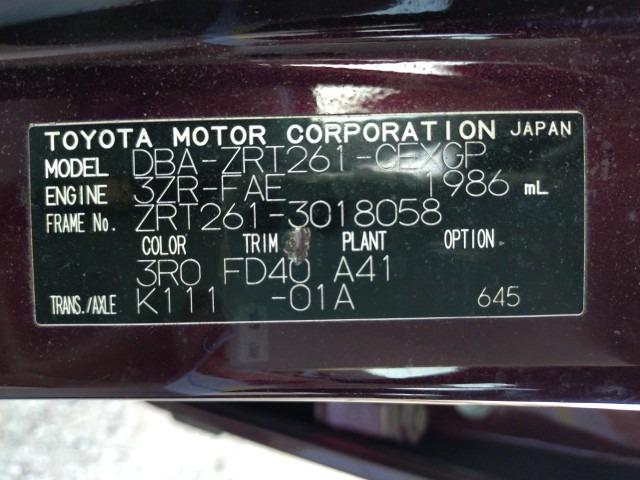 TOYOTA MOTOR CORPORATION JAPAN
MODEL DBA-ZRT261-CEXGP
ENGINE 3ZR-FAE 1986 mL
FRAME No. ZRT261-3018058
COLOR TRIM PLANT OPTION
3R0 FD40 A41
TRANS./AXLE K111 -01A 645